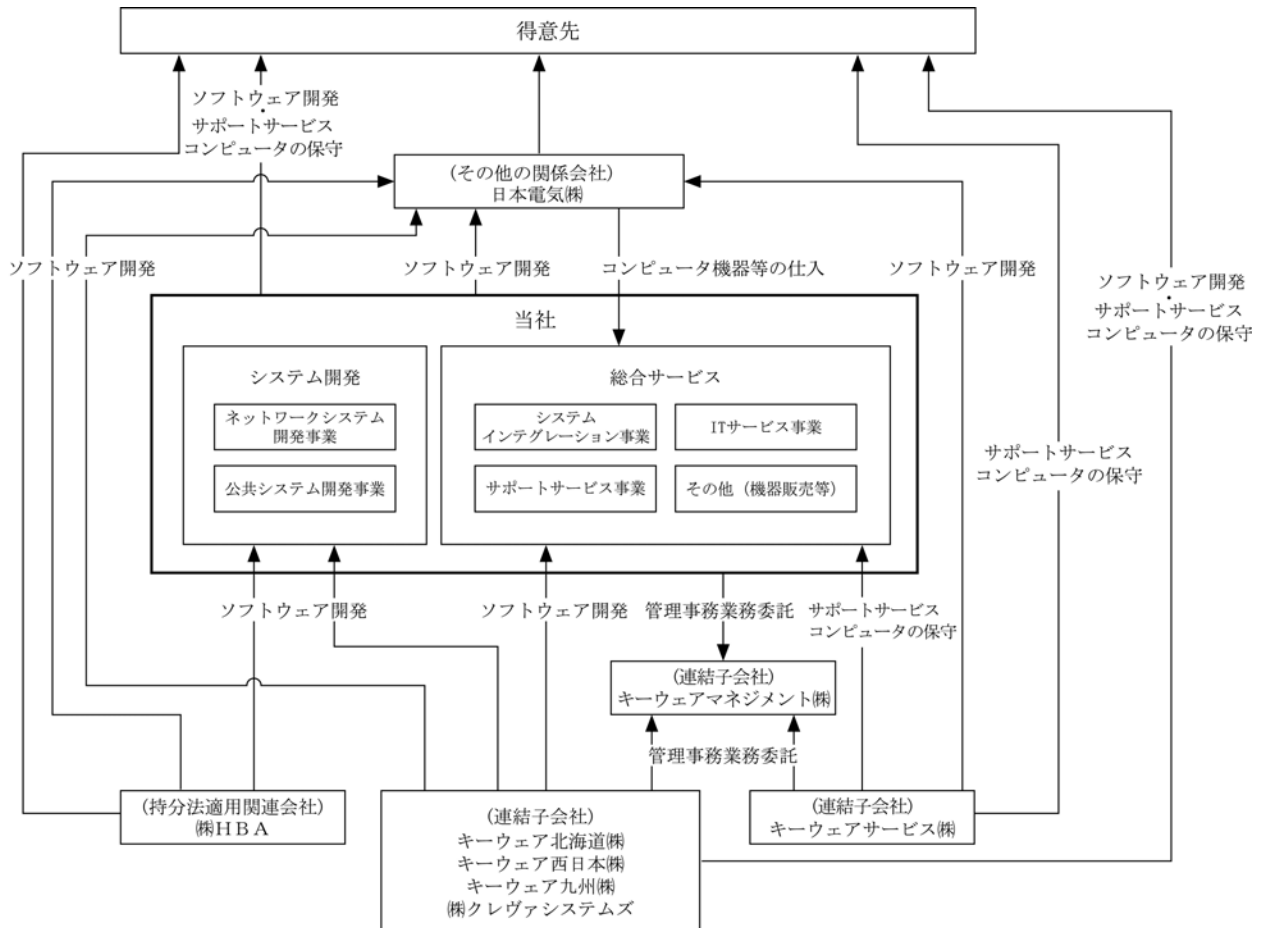 得意先
ソフトウェア開発
・
サポートサービス
コンピュータの保守
(その他の関係会社)
日本電気㈱
ソフトウェア開発
ソフトウェア開発
コンピュータ機器等の仕入
ソフトウェア開発
ソフトウェア開発
・
サポートサービス
コンピュータの保守
当社
システム開発
ネットワークシステム
開発事業
公共システム開発事業
総合サービス
システム
インテグレーション事業
ITサービス事業
サポートサービス事業
その他（機器販売等）
サポートサービス
コンピュータの保守
ソフトウェア開発
ソフトウェア開発
管理事務業務委託
サポートサービス
コンピュータの保守
(連結子会社)
キーウェアマネジメント㈱
管理事務業務委託
(持分法適用関連会社)
㈱ＨＢＡ
(連結子会社)
キーウェア北海道㈱
キーウェア西日本㈱
キーウェア九州㈱
㈱クレヴァシステムズ
(連結子会社)
キーウェアサービス㈱